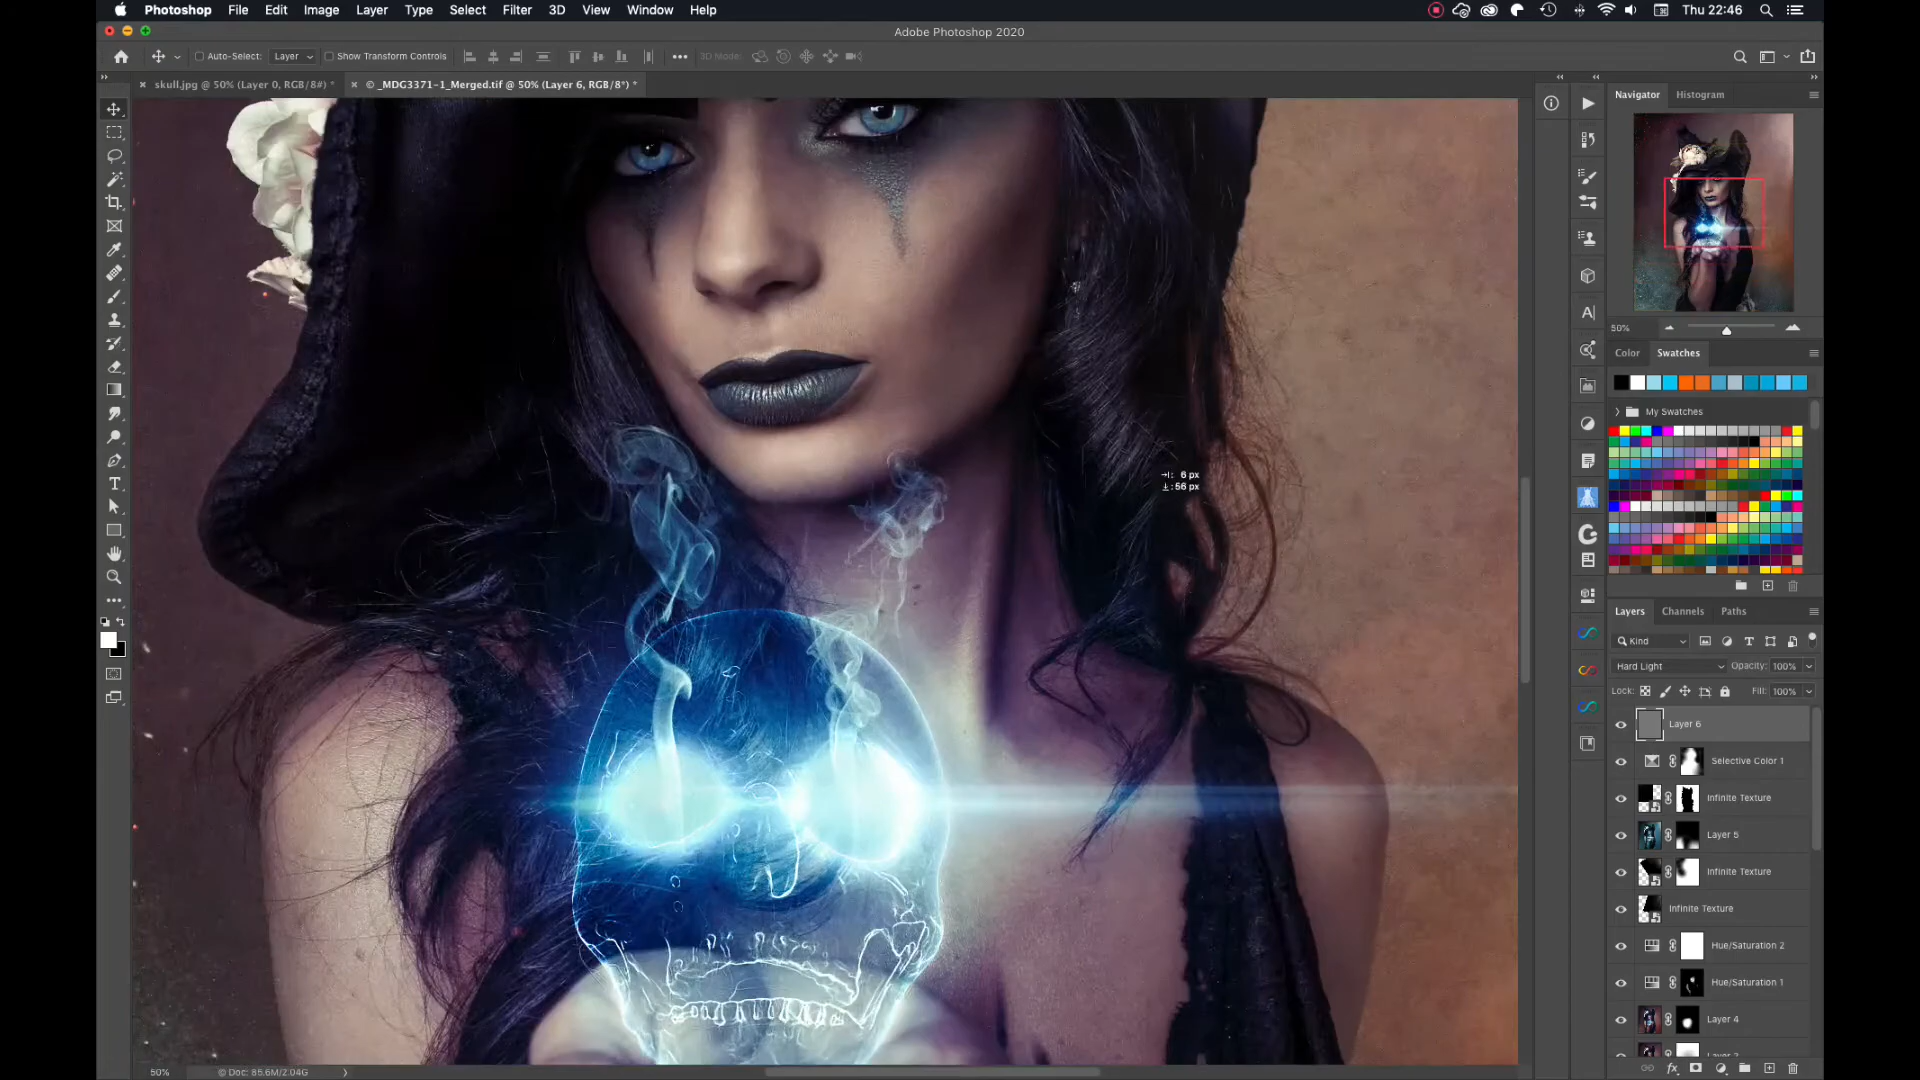 Photoshop File Edit Image Layer Type Select Filter 3D View Window Help Thu 22:46
Adobe Photoshop 2020
Auto-Select: Layer Show Transform Controls 3D Mode:
skull.jpg @ 50% (Layer 0, RGB/8#) * © _MDG3371-1_Merged.tif @ 50% (Layer 6, RGB/8*) *
Navigator Histogram
50%
Color Swatches
My Swatches
6 px
56 px
Layers Channels Paths
Kind
Hard Light Opacity: 100%
Lock: Fill: 100%
Layer 6
Selective Color 1
Infinite Texture
Layer 5
Infinite Texture
Infinite Texture
Hue/Saturation 2
Hue/Saturation 1
Layer 4
50% © Doc: 85.6M/2.04G